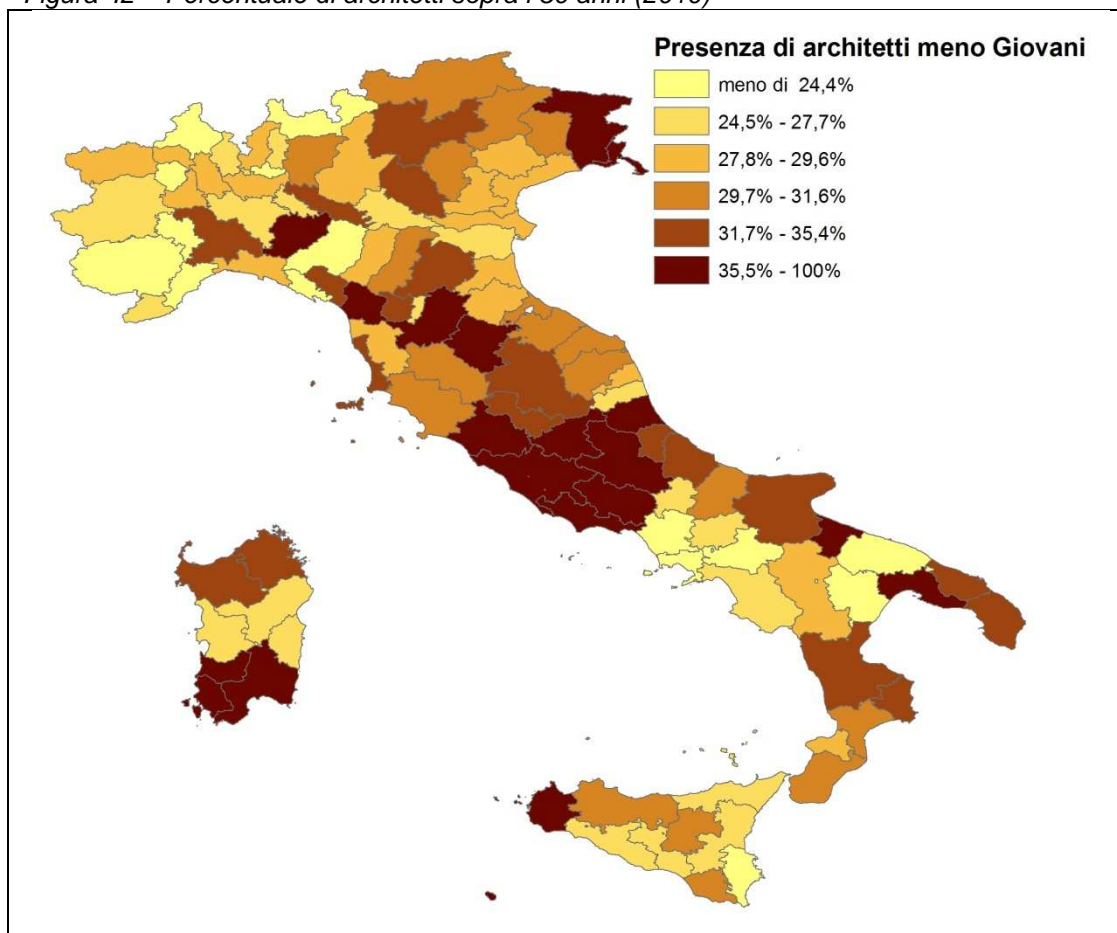 Presenza di architetti meno Giovani
meno di 24,4%
24,5% - 27,7%
27,8% - 29,6%
29,7% - 31,6%
31,7% - 35,4%
35,5% - 100%